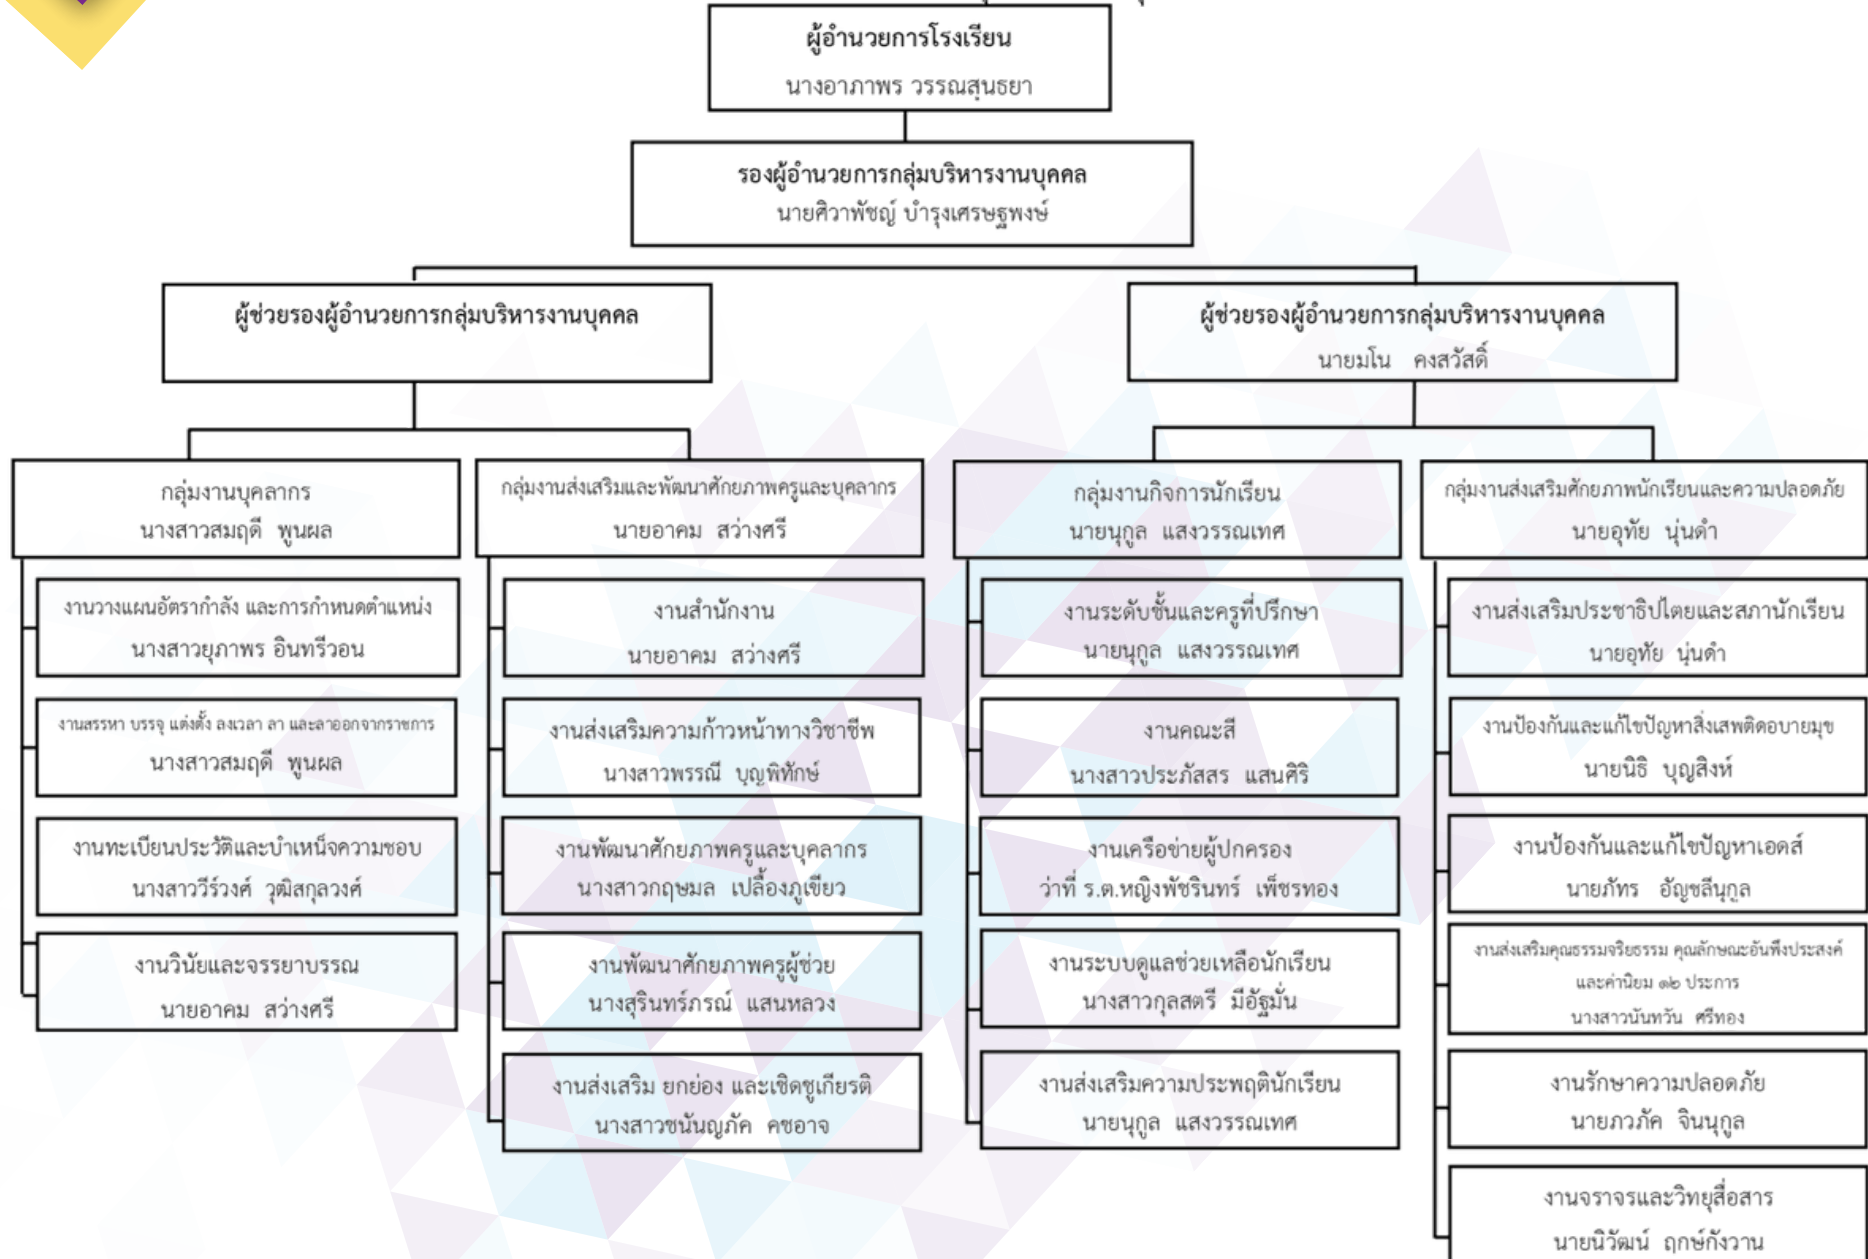 ผู้อำนวยการโรงเรียน
นางอาภาพร วรรณสุนธยา
รองผู้อำนวยการกลุ่มบริหารงานบุคคล
นายศิวาพัชญ์ บำรุงเศรษฐพงษ์
ผู้ช่วยรองผู้อำนวยการกลุ่มบริหารงานบุคคล
ผู้ช่วยรองผู้อำนวยการกลุ่มบริหารงานบุคคล
นายมโน คงสวัสดิ์
กลุ่มงานบุคลากร
นางสาวสมฤดี พูนผล
งานวางแผนอัตรากำลัง และการกำหนดตำแหน่ง
นางสาวยุภาพร อินทรีวอน
งานสรรหา บรรจุ แต่งตั้ง ลงเวลา ลา และลาออกจากราชการ
นางสาวสมฤดี พูนผล
งานทะเบียนประวัติและบำเหน็จความชอบ
นางสาววีร์วงศ์ วุฒิสกุลวงศ์
งานวินัยและจรรยาบรรณ
นายอาคม สว่างศรี
กลุ่มงานส่งเสริมและพัฒนาศักยภาพครูและบุคลากร
นายอาคม สว่างศรี
งานสำนักงาน
นายอาคม สว่างศรี
งานส่งเสริมความก้าวหน้าทางวิชาชีพ
นางสาวพรรณี บุญพิทักษ์
งานพัฒนาศักยภาพครูและบุคลากร
นางสาวกฤษมล เปลื้องภูเขียว
งานพัฒนาศักยภาพครูผู้ช่วย
นางสุรินทร์ภรณ์ แสนหลวง
งานส่งเสริม ยกย่อง และเชิดชูเกียรติ
นางสาวชนันญภัค คชอาจ
กลุ่มงานกิจการนักเรียน
นายนุกูล แสงวรรณเทศ
งานระดับชั้นและครูที่ปรึกษา
นายนุกูล แสงวรรณเทศ
งานคณะสี
นางสาวประภัสสร แสนศิริ
งานเครือข่ายผู้ปกครอง
ว่าที่ ร.ต.หญิงพัชรินทร์ เพ็ชรทอง
งานระบบดูแลช่วยเหลือนักเรียน
นางสาวกุลสตรี มีอัฐมั่น
งานส่งเสริมความประพฤตินักเรียน
นายนุกูล แสงวรรณเทศ
กลุ่มงานส่งเสริมศักยภาพนักเรียนและความปลอดภัย
นายอุทัย นุ่นดำ
งานส่งเสริมประชาธิปไตยและสภานักเรียน
นายอุทัย นุ่นดำ
งานป้องกันและแก้ไขปัญหาสิ่งเสพติดอบายมุข
นายนิธิ บุญสิงห์
งานป้องกันและแก้ไขปัญหาเอดส์
นายภัทร อัญชลีนุกูล
งานส่งเสริมคุณธรรมจริยธรรม คุณลักษณะอันพึงประสงค์
และค่านิยม ๑๒ ประการ
นางสาวนันทวัน ศรีทอง
งานรักษาความปลอดภัย
นายภวภัค จินนุกูล
งานจราจรและวิทยุสื่อสาร
นายนิวัฒน์ ฤกษ์กังวาน